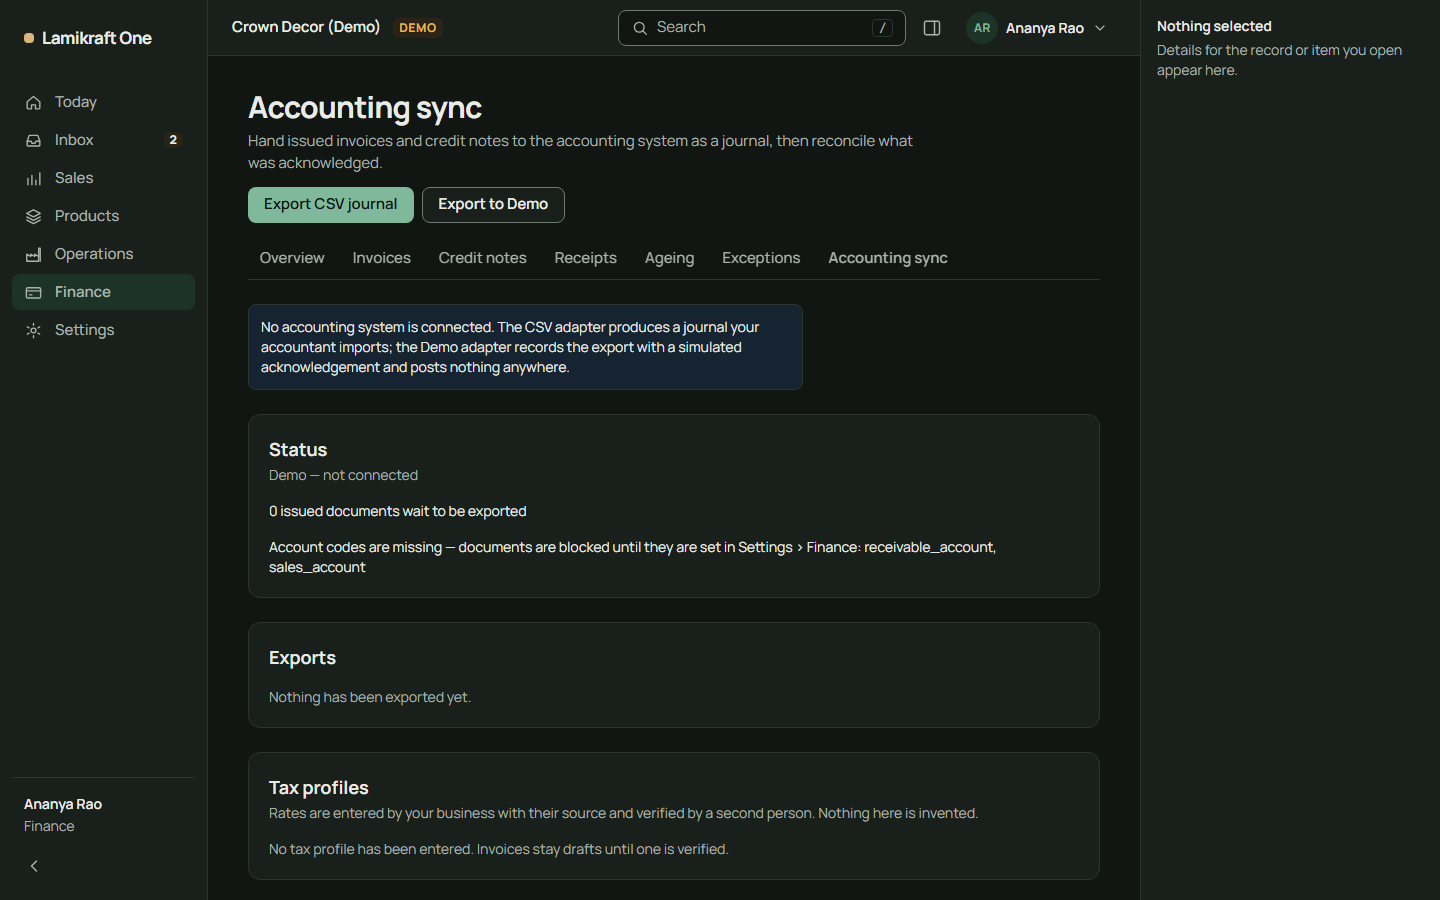 Lamikraft One
Today
Inbox 2
Sales
Products
Operations
Finance
Settings
Ananya Rao
Finance
Crown Decor (Demo) DEMO
Search /
AR Ananya Rao
Accounting sync
Hand issued invoices and credit notes to the accounting system as a journal, then reconcile what
was acknowledged.
Export CSV journal Export to Demo
Overview Invoices Credit notes Receipts Ageing Exceptions Accounting sync
No accounting system is connected. The CSV adapter produces a journal your
accountant imports; the Demo adapter records the export with a simulated
acknowledgement and posts nothing anywhere.
Status
Demo — not connected
0 issued documents wait to be exported
Account codes are missing — documents are blocked until they are set in Settings › Finance: receivable_account,
sales_account
Exports
Nothing has been exported yet.
Tax profiles
Rates are entered by your business with their source and verified by a second person. Nothing here is invented.
No tax profile has been entered. Invoices stay drafts until one is verified.
Nothing selected
Details for the record or item you open
appear here.